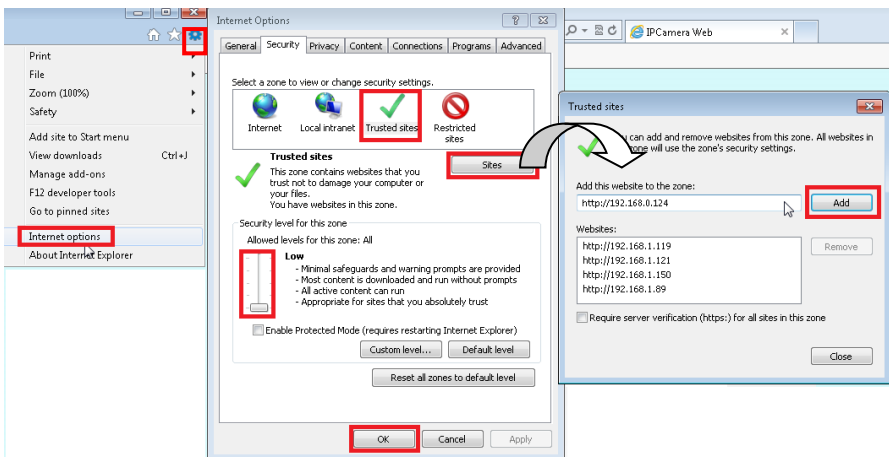 Print
File
Zoom (100%)
Safety
Add site to Start menu
View downloads Ctrl+J
Manage add-ons
F12 developer tools
Go to pinned sites
Internet options
About Internet Explorer
Internet Options
General Security Privacy Content Connections Programs Advanced
Select a zone to view or change security settings.
Internet Local intranet Trusted sites Restricted
sites
Trusted sites
Sites
This zone contains websites that you
trust not to damage your computer or
your files.
You have websites in this zone.
Security level for this zone
Allowed levels for this zone: All
Low
- Minimal safeguards and warning prompts are provided
- Most content is downloaded and run without prompts
- All active content can run
- Appropriate for sites that you absolutely trust
Enable Protected Mode (requires restarting Internet Explorer)
Custom level... Default level
Reset all zones to default level
OK Cancel Apply
IPCamera Web
Trusted sites
can add and remove websites from this zone. All websites in
zone will use the zone's security settings.
Add this website to the zone:
http://192.168.0.124 Add
Websites:
http://192.168.1.119 Remove
http://192.168.1.121
http://192.168.1.150
http://192.168.1.89
Require server verification (https:) for all sites in this zone
Close